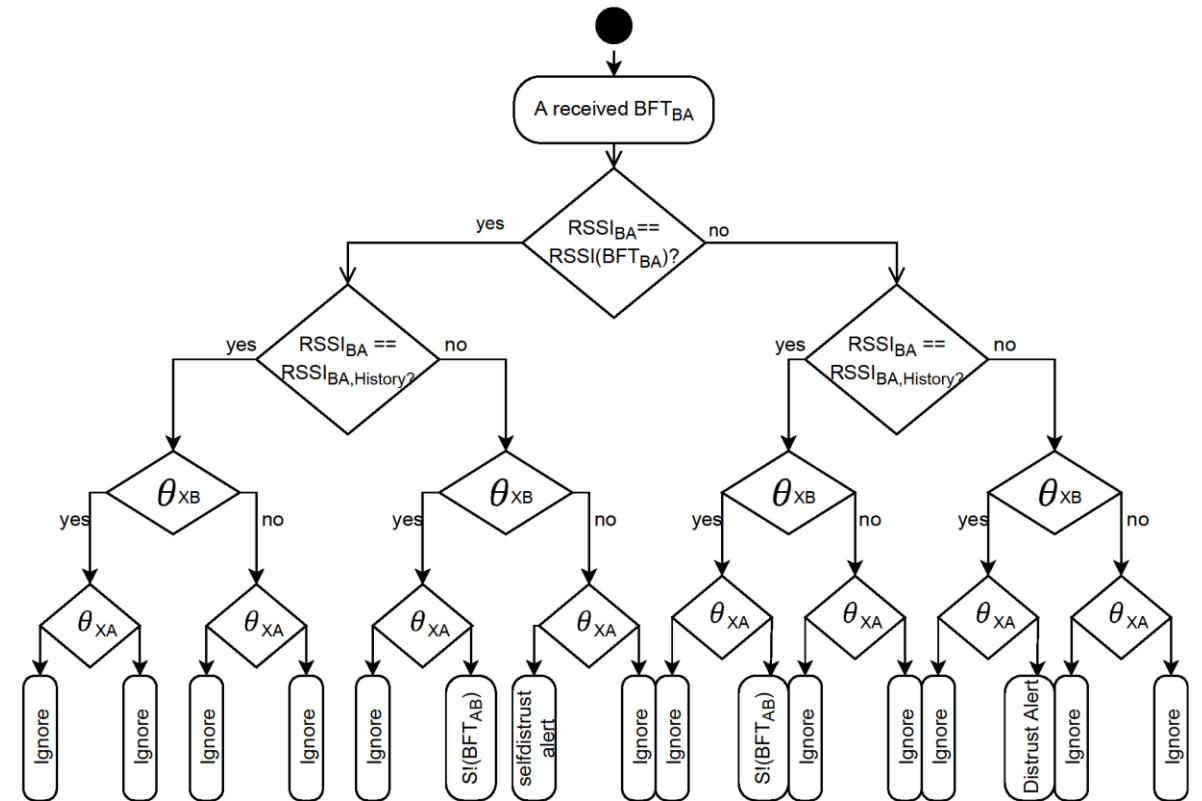 A received BFT_BA
RSSI_BA==
RSSI(BFT_BA)?
yes
no
RSSI_BA ==
RSSI_BA,History?
yes
no
RSSI_BA ==
RSSI_BA,History?
yes
no
θ_XB
yes
no
θ_XB
yes
no
θ_XB
yes
no
θ_XB
yes
no
θ_XA
θ_XA
θ_XA
θ_XA
θ_XA
θ_XA
θ_XA
θ_XA
Ignore
Ignore
Ignore
Ignore
Ignore
S!(BFT_AB)
selfdistrust
alert
Ignore
Ignore
S!(BFT_AB)
Ignore
Ignore
Ignore
Distrust Alert
Ignore
Ignore